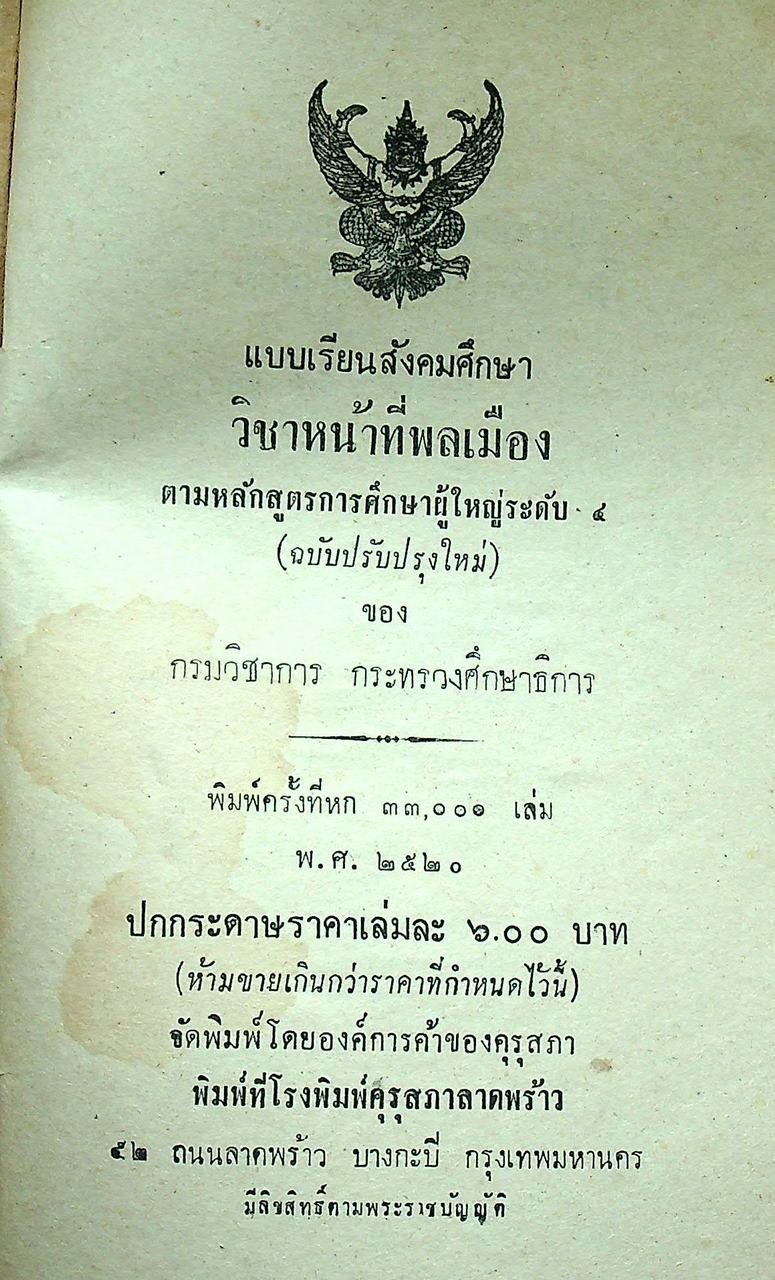 แบบเรียนสังคมศึกษา
วิชาหน้าที่พลเมือง
ตามหลักสูตรการศึกษาผู้ใหญ่ระดับ ๔
(ฉบับปรับปรุงใหม่)
ของ
กรมวิชาการ กระทรวงศึกษาธิการ
พิมพ์ครั้งที่หก ๓๓,๐๐๑ เล่ม
พ.ศ. ๒๕๒๐
ปกกระดาษราคาเล่มละ ๖.๐๐ บาท
(ห้ามขายเกินกว่าราคาที่กำหนดไว้นี้)
จัดพิมพ์โดยองค์การค้าของคุรุสภา
พิมพ์ที่โรงพิมพ์คุรุสภาลาดพร้าว
๕๒ ถนนลาดพร้าว บางกะปี กรุงเทพมหานคร
มีลิขสิทธิ์ตามพระราชบัญญัติ